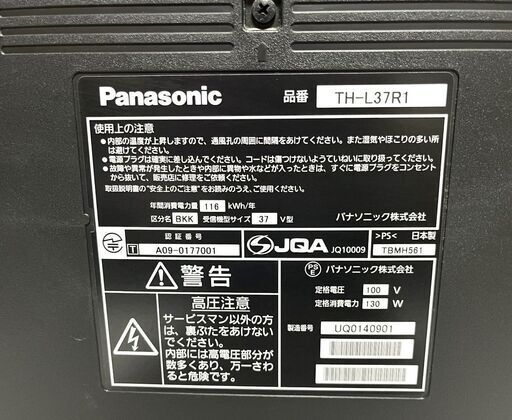 Panasonic 品番 TH-L37R1
使用上の注意
●内部の温度が上昇しますので、通風孔の周囲に間隔をあけてください。また湿気やほこりの多い所は避けてください。
●電源プラグは確実に差し込んでください。コードは傷つけないようていねいに取り扱ってください。
●故障や異常が発生したときや内部に異物や水などが入ったときは、すぐに電源プラグをコンセントから抜いて、販売店に修理をご依頼ください。
取扱説明書の"安全上のご注意"をお読みのうえ、ご使用ください。
年間消費電力量 116 kWh/年
区分名 BKK 受信機型サイズ 37 V型
パナソニック株式会社
認証番号
T A09-0177001
JQA JQ10009
>PS< 日本製
TBMH561
警告
高圧注意
サービスマン以外の方は、裏ぶたをあけないでください。
内部には高電圧部分が数多くあり、万一さわると危険です。
PSE パナソニック株式会社
定格電圧 100 V
定格消費電力 130 W
製造番号 UQ0140901